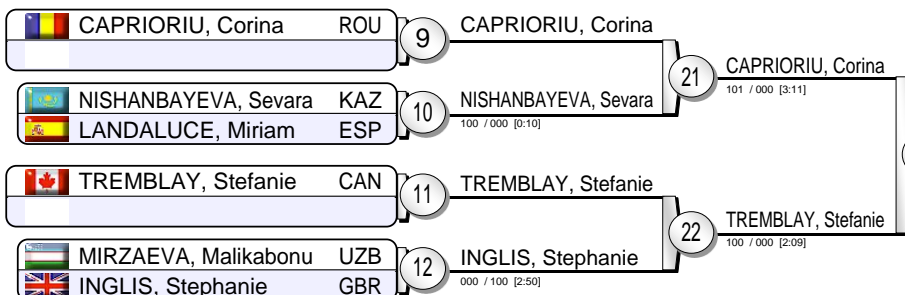 CAPRIORIU, Corina ROU
9
CAPRIORIU, Corina
NISHANBAYEVA, Sevara KAZ
LANDALUCE, Miriam ESP
10
NISHANBAYEVA, Sevara
100 / 000 [0:10]
21
CAPRIORIU, Corina
101 / 000 [3:11]
TREMBLAY, Stefanie CAN
11
TREMBLAY, Stefanie
MIRZAEVA, Malikabonu UZB
INGLIS, Stephanie GBR
12
INGLIS, Stephanie
000 / 100 [2:50]
22
TREMBLAY, Stefanie
100 / 000 [2:09]